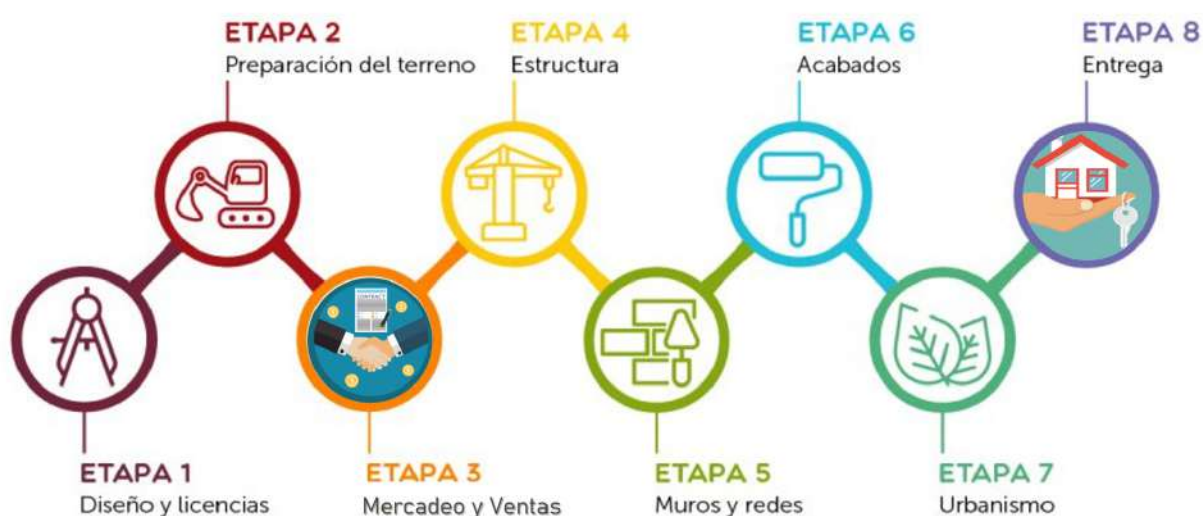 ETAPA 1
Diseño y licencias
ETAPA 2
Preparación del terreno
ETAPA 3
Mercadeo y Ventas
CONTRACT
ETAPA 4
Estructura
ETAPA 5
Muros y redes
ETAPA 6
Acabados
ETAPA 7
Urbanismo
ETAPA 8
Entrega